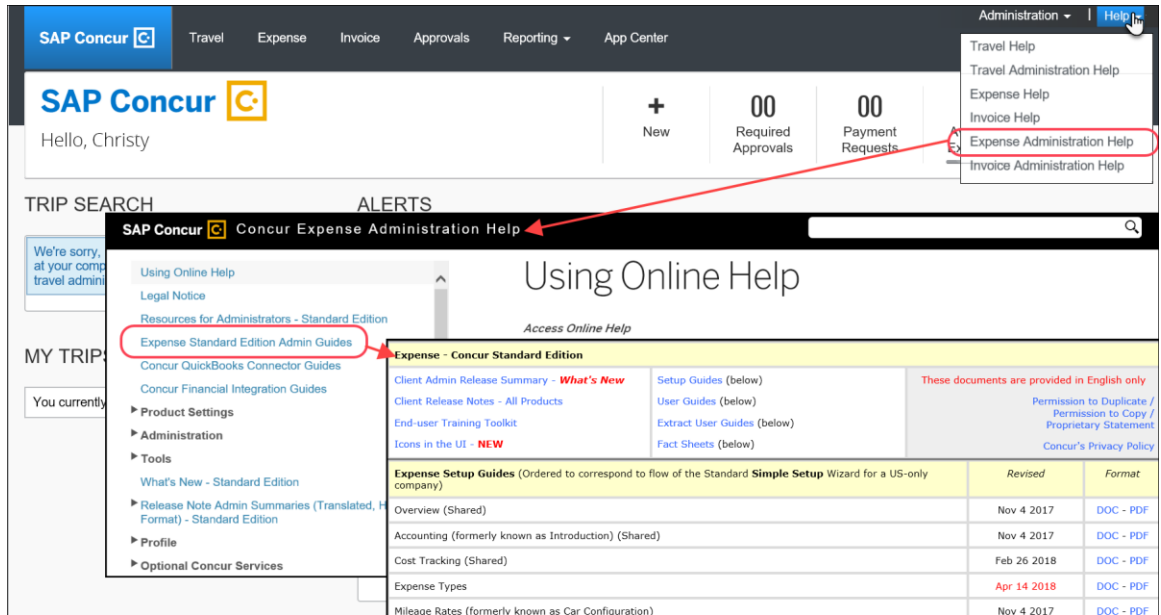 Administration | Help
SAP Concur C Travel Expense Invoice Approvals Reporting App Center
Travel Help
Travel Administration Help
Expense Help
Invoice Help
Expense Administration Help
Invoice Administration Help
SAP Concur C
Hello, Christy
+
New
00
Required
Approvals
00
Payment
Requests
TRIP SEARCH
ALERTS
We're sorry,
at your comp
travel admini
MY TRIPS
You currently
SAP Concur C Concur Expense Administration Help
Using Online Help
Legal Notice
Resources for Administrators - Standard Edition
Expense Standard Edition Admin Guides
Concur QuickBooks Connector Guides
Concur Financial Integration Guides
Product Settings
Administration
Tools
What's New - Standard Edition
Release Note Admin Summaries (Translated, H
Format) - Standard Edition
Profile
Optional Concur Services
Using Online Help
Access Online Help
Expense - Concur Standard Edition
Client Admin Release Summary - What's New
Client Release Notes - All Products
End-user Training Toolkit
Icons in the UI - NEW
Setup Guides (below)
User Guides (below)
Extract User Guides (below)
Fact Sheets (below)
These documents are provided in English only
Permission to Duplicate /
Permission to Copy /
Proprietary Statement
Concur's Privacy Policy
Expense Setup Guides (Ordered to correspond to flow of the Standard Simple Setup Wizard for a US-only
company)
Revised Format
Overview (Shared) Nov 4 2017 DOC - PDF
Accounting (formerly known as Introduction) (Shared) Nov 4 2017 DOC - PDF
Cost Tracking (Shared) Feb 26 2018 DOC - PDF
Expense Types Apr 14 2018 DOC - PDF
Mileage Rates (formerly known as Car Configuration) Nov 4 2017 DOC - PDF